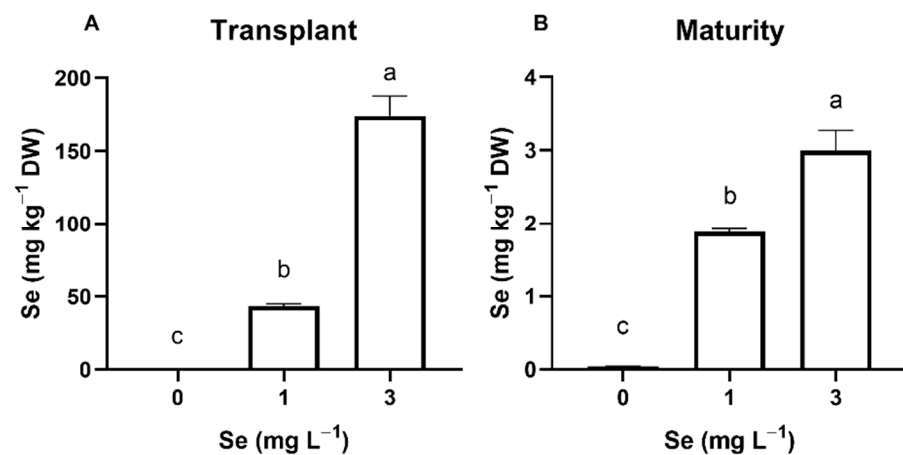 A
Transplant
Se (mg kg⁻¹ DW)
200
150
100
50
0
c
b
a
0 1 3
Se (mg L⁻¹)
B
Maturity
Se (mg kg⁻¹ DW)
4
3
2
1
0
c
b
a
0 1 3
Se (mg L⁻¹)